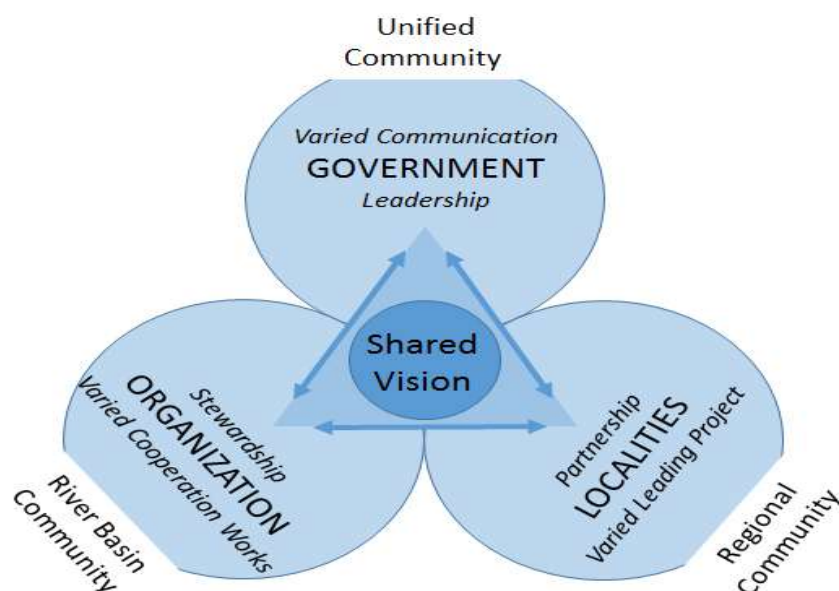 Unified
Community
Varied Communication
GOVERNMENT
Leadership
Shared
Vision
Stewardship
ORGANIZATION
Varied Cooperation Works
River Basin
Community
Partnership
LOCALITIES
Varied Leading Project
Regional
Community